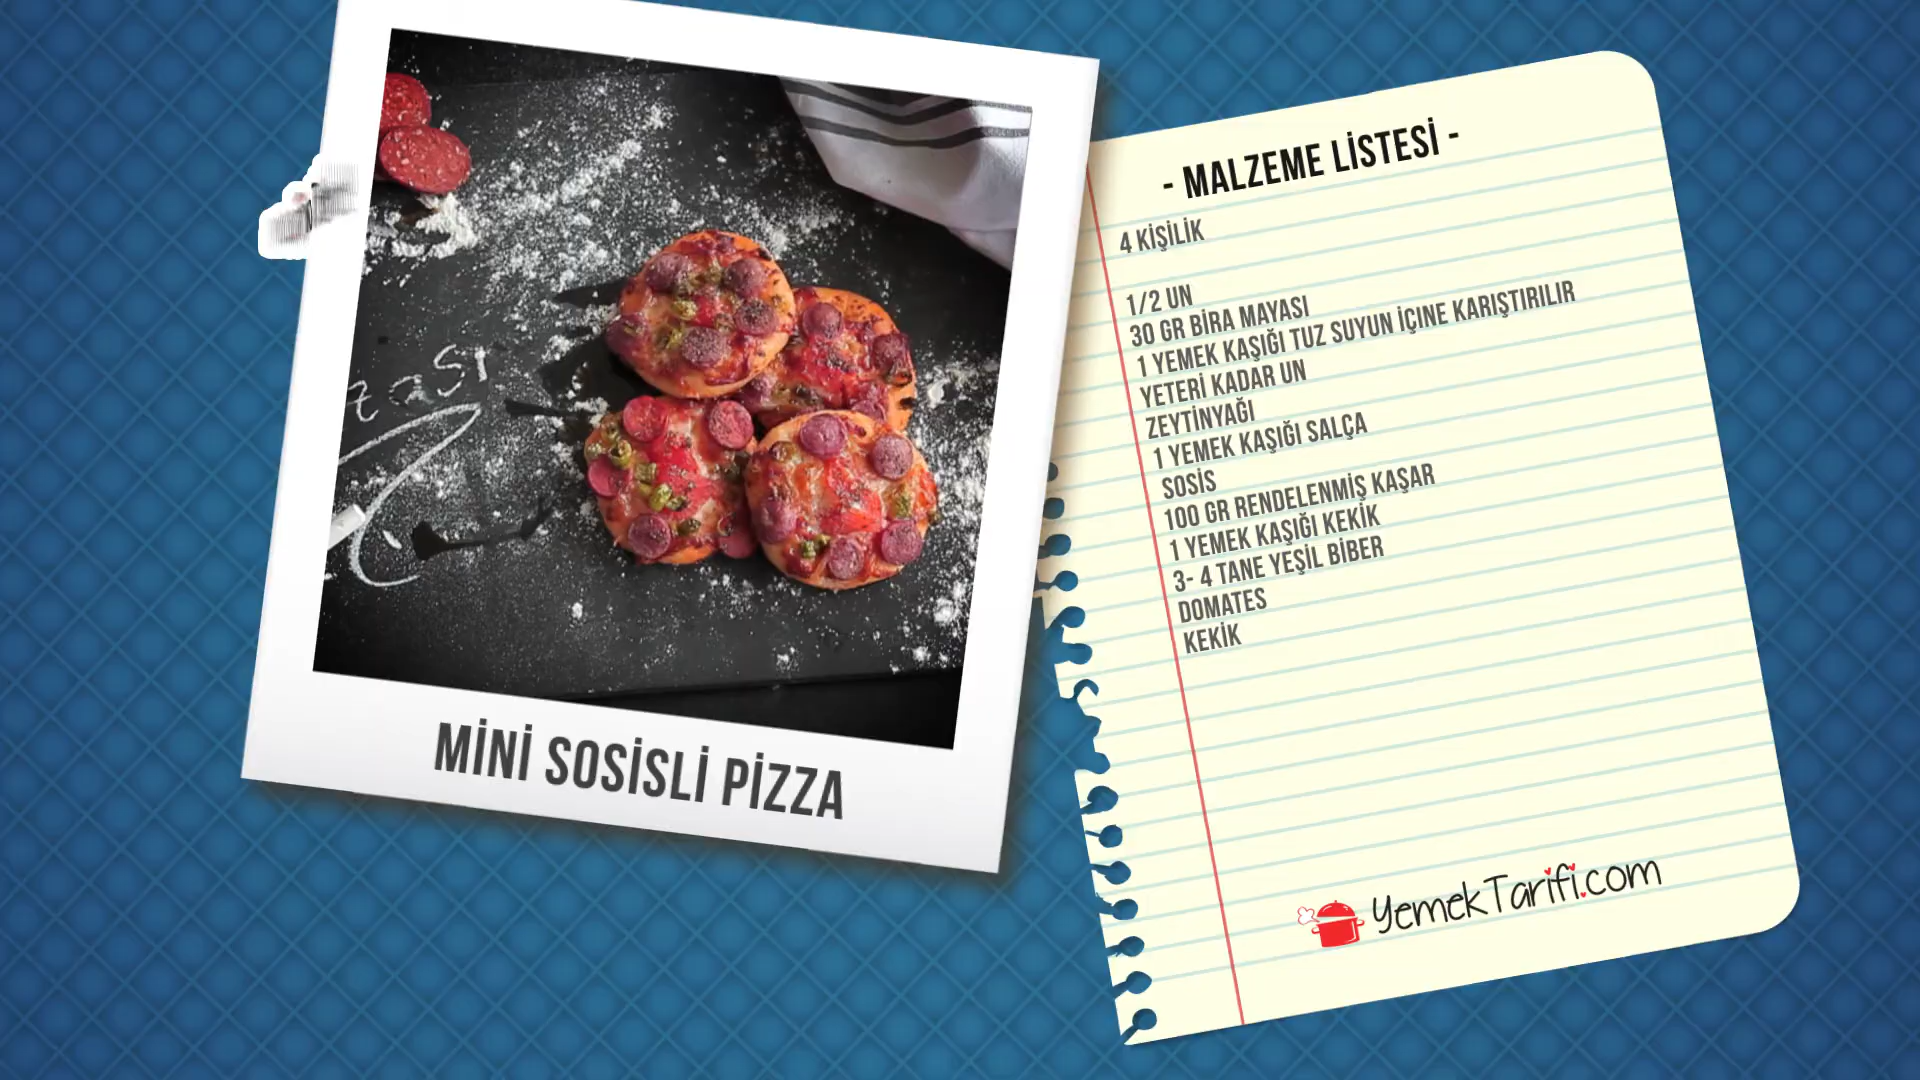 zası
MİNİ SOSİSLİ PİZZA
- MALZEME LİSTESİ -
4 KİŞİLİK
1/2 UN
30 GR BİRA MAYASI
1 YEMEK KAŞIĞI TUZ SUYUN İÇINE KARIŞTIRILIR
YETERİ KADAR UN
ZEYTİNYAĞI
1 YEMEK KAŞIĞI SALÇA
SOSİS
100 GR RENDELENMİŞ KAŞAR
1 YEMEK KAŞIĞI KEKİK
3- 4 TANE YEŞİL BİBER
DOMATES
KEKİK
yemekTarifi.com